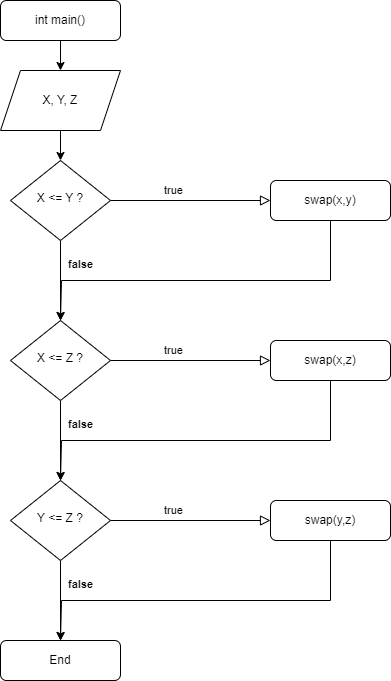 int main()
X, Y, Z
X <= Y ?
true
swap(x,y)
false
X <= Z ?
true
swap(x,z)
false
Y <= Z ?
true
swap(y,z)
false
End